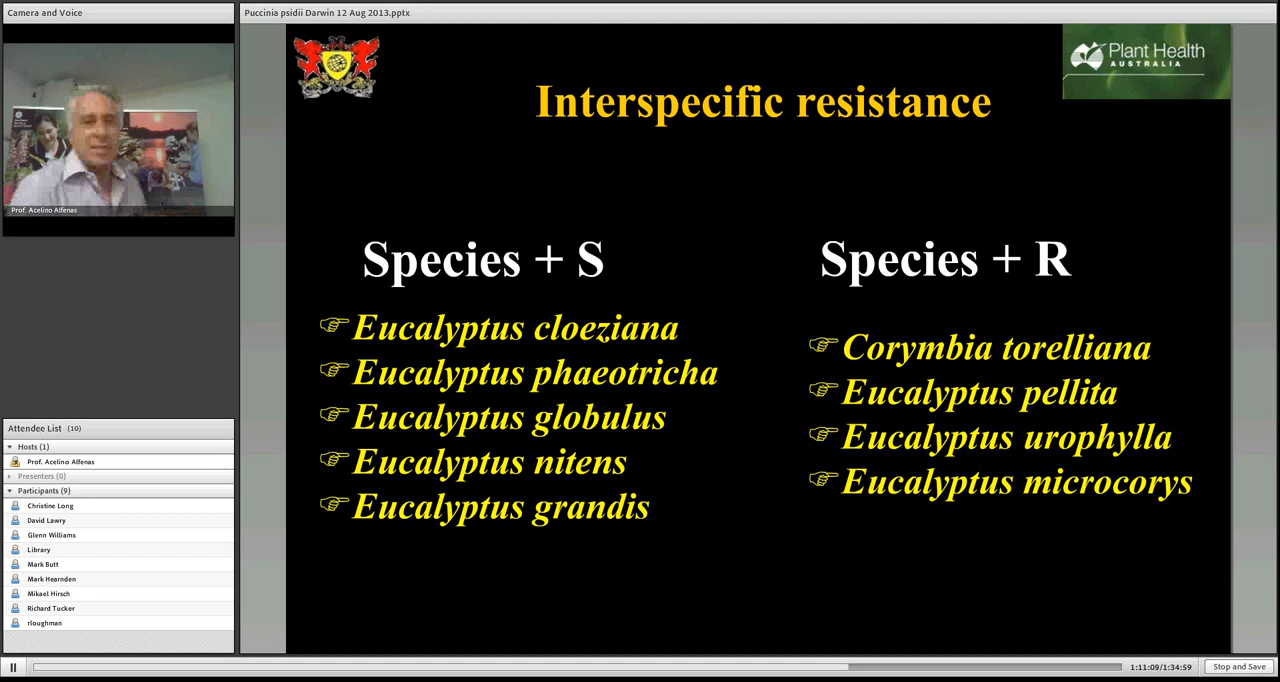 Camera and Voice
Prof. Acelino Alfenas
Attendee List (10)
Hosts (1)
Prof. Acelino Alfenas
Presenters (0)
Participants (9)
Christine Long
David Lawry
Glenn Williams
Library
Mark Butt
Mark Hearnden
Mikael Hirsch
Richard Tucker
rloughman
Puccinia psidii Darwin 12 Aug 2013.pptx
Plant Health
AUSTRALIA
Interspecific resistance
Species + S
Eucalyptus cloeziana
Eucalyptus phaeotricha
Eucalyptus globulus
Eucalyptus nitens
Eucalyptus grandis
Species + R
Corymbia torelliana
Eucalyptus pellita
Eucalyptus urophylla
Eucalyptus microcorys
1:11:09/1:34:59
Stop and Save